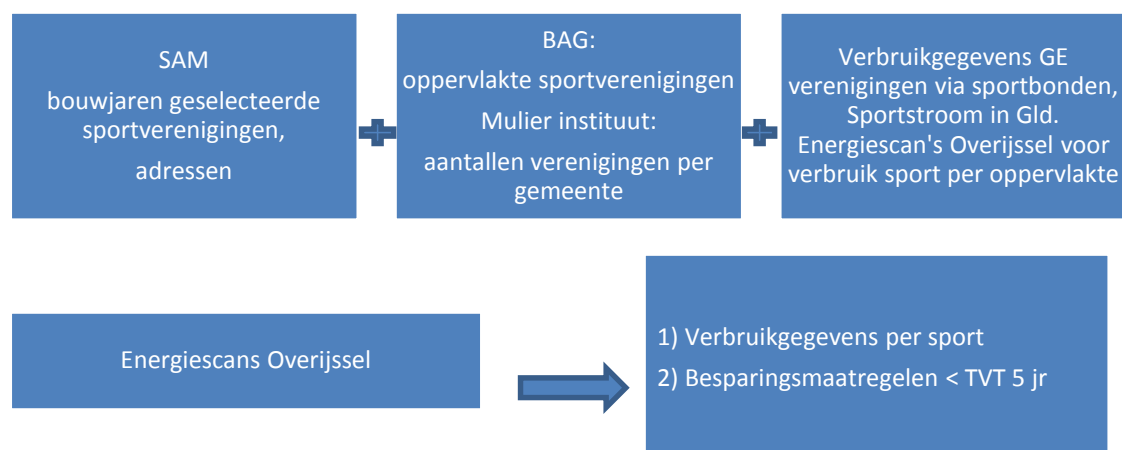 SAM
bouwjaren geselecteerde
sportverenigingen,
adressen
BAG:
oppervlakte sportverenigingen
Mulier instituut:
aantallen verenigingen per
gemeente
Verbruikgegevens GE
verenigingen via sportbonden,
Sportstroom in Gld.
Energiescan's Overijssel voor
verbruik sport per oppervlakte
Energiescans Overijssel
1) Verbruikgegevens per sport
2) Besparingsmaatregelen < TVT 5 jr